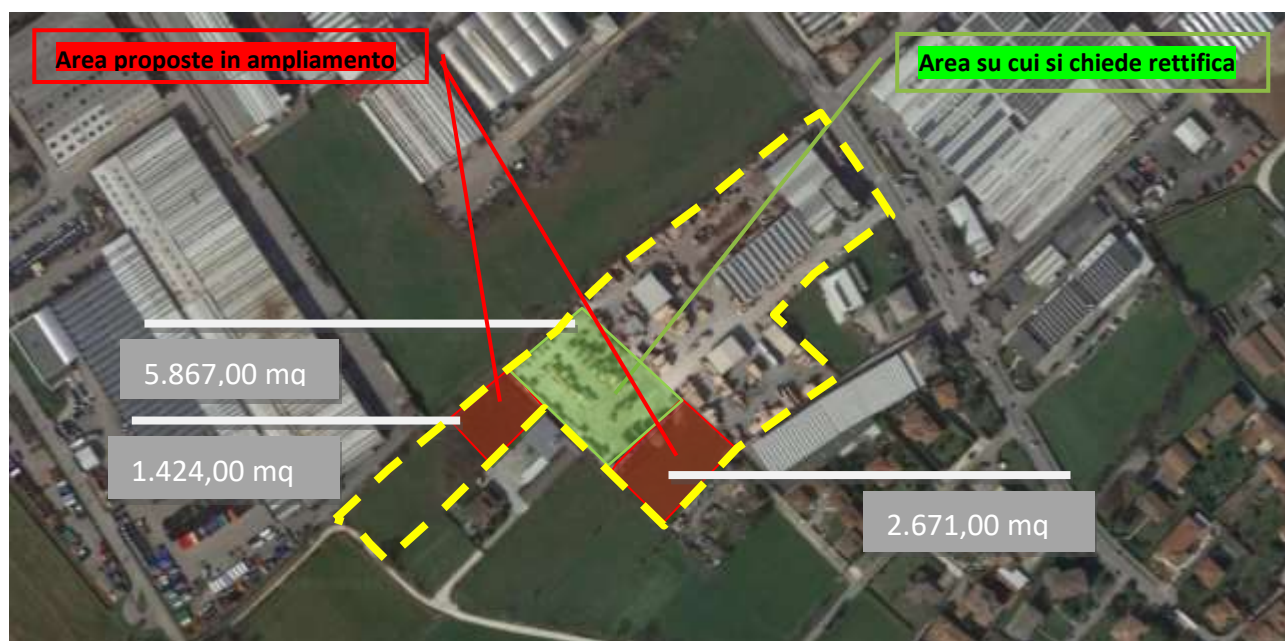 Area proposte in ampliamento
Area su cui si chiede rettifica
5.867,00 mq
1.424,00 mq
2.671,00 mq